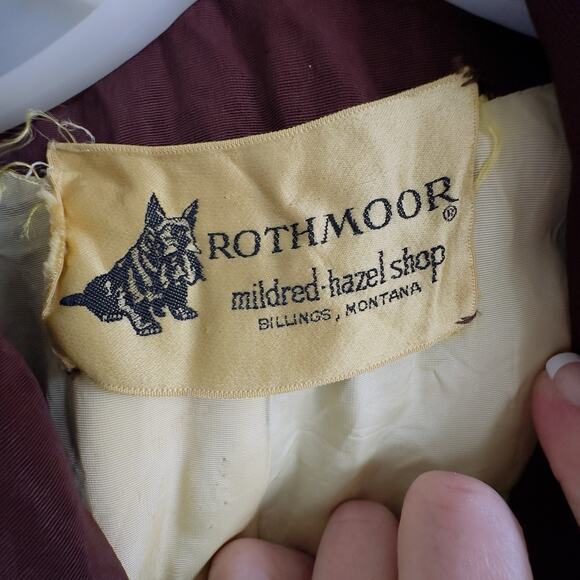 ROTHMOOR®
mildred-hazel shop
BILLINGS, MONTANA